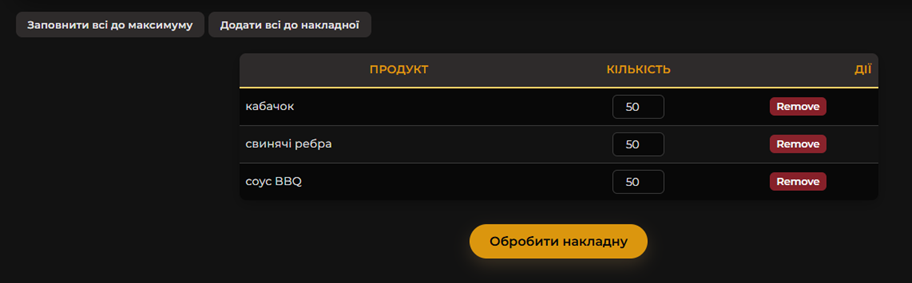 Заповнити всі до максимуму Додати всі до накладної
ПРОДУКТ КІЛЬКІСТЬ ДІЇ
кабачок 50 Remove
свинячі ребра 50 Remove
соус BBQ 50 Remove
Обробити накладну